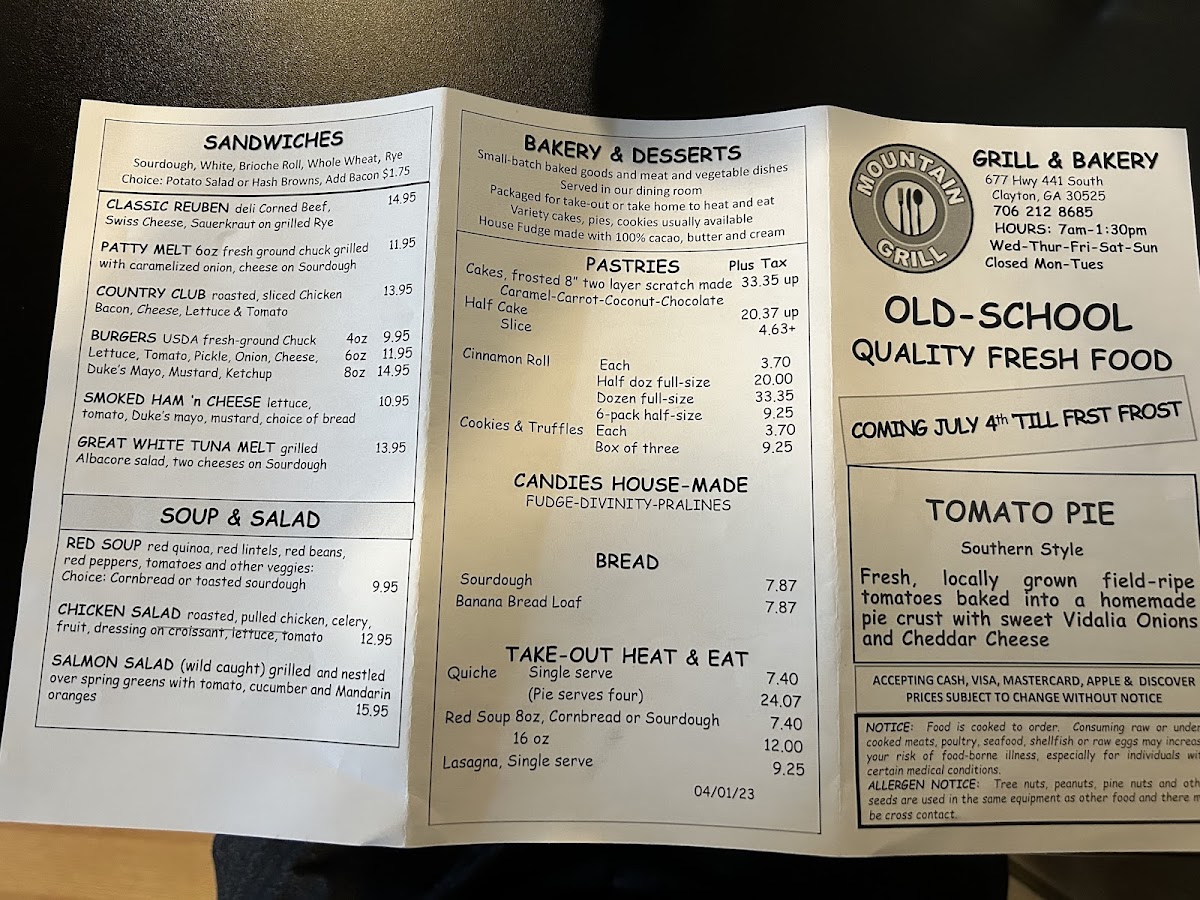 SANDWICHES
Sourdough, White, Brioche Roll, Whole Wheat, Rye
Choice: Potato Salad or Hash Browns, Add Bacon $1.75
CLASSIC REUBEN deli Corned Beef, 14.95
Swiss Cheese, Sauerkraut on grilled Rye
PATTY MELT 6oz fresh ground chuck grilled 11.95
with caramelized onion, cheese on Sourdough
COUNTRY CLUB roasted, sliced Chicken 13.95
Bacon, Cheese, Lettuce & Tomato
BURGERS USDA fresh-ground Chuck 4oz 9.95
Lettuce, Tomato, Pickle, Onion, Cheese, 6oz 11.95
Duke's Mayo, Mustard, Ketchup 8oz 14.95
SMOKED HAM 'n CHEESE lettuce, 10.95
tomato, Duke's mayo, mustard, choice of bread
GREAT WHITE TUNA MELT grilled 13.95
Albacore salad, two cheeses on Sourdough
SOUP & SALAD
RED SOUP red quinoa, red lintels, red beans,
red peppers, tomatoes and other veggies:
Choice: Cornbread or toasted sourdough 9.95
CHICKEN SALAD roasted, pulled chicken, celery,
fruit, dressing on croissant, lettuce, tomato 12.95
SALMON SALAD (wild caught) grilled and nestled
over spring greens with tomato, cucumber and Mandarin
oranges 15.95
BAKERY & DESSERTS
Small-batch baked goods and meat and vegetable dishes
Served in our dining room
Packaged for take-out or take home to heat and eat
Variety cakes, pies, cookies usually available
House Fudge made with 100% cacao, butter and cream
PASTRIES Plus Tax
Cakes, frosted 8" two layer scratch made 33.35 up
Caramel-Carrot-Coconut-Chocolate
Half Cake 20.37 up
Slice 4.63+
Cinnamon Roll Each 3.70
Half doz full-size 20.00
Dozen full-size 33.35
6-pack half-size 9.25
Cookies & Truffles Each 3.70
Box of three 9.25
CANDIES HOUSE-MADE
FUDGE-DIVINITY-PRALINES
BREAD
Sourdough 7.87
Banana Bread Loaf 7.87
TAKE-OUT HEAT & EAT
Quiche Single serve 7.40
(Pie serves four) 24.07
Red Soup 8oz, Cornbread or Sourdough 7.40
16 oz 12.00
Lasagna, Single serve 9.25
04/01/23
MOUNTAIN
GRILL
GRILL & BAKERY
677 Hwy 441 South
Clayton, GA 30525
706 212 8685
HOURS: 7am-1:30pm
Wed-Thur-Fri-Sat-Sun
Closed Mon-Tues
OLD-SCHOOL
QUALITY FRESH FOOD
COMING JULY 4th 'TILL FRST FROST
TOMATO PIE
Southern Style
Fresh, locally grown field-ripe
tomatoes baked into a homemade
pie crust with sweet Vidalia Onions
and Cheddar Cheese
ACCEPTING CASH, VISA, MASTERCARD, APPLE & DISCOVER
PRICES SUBJECT TO CHANGE WITHOUT NOTICE
NOTICE: Food is cooked to order. Consuming raw or under
cooked meats, poultry, seafood, shellfish or raw eggs may
your risk of food-borne illness, especially for individuals
certain medical conditions.
ALLERGEN NOTICE: Tree nuts, peanuts, pine nuts and
seeds are used in the same equipment as other food and there
be cross contact.